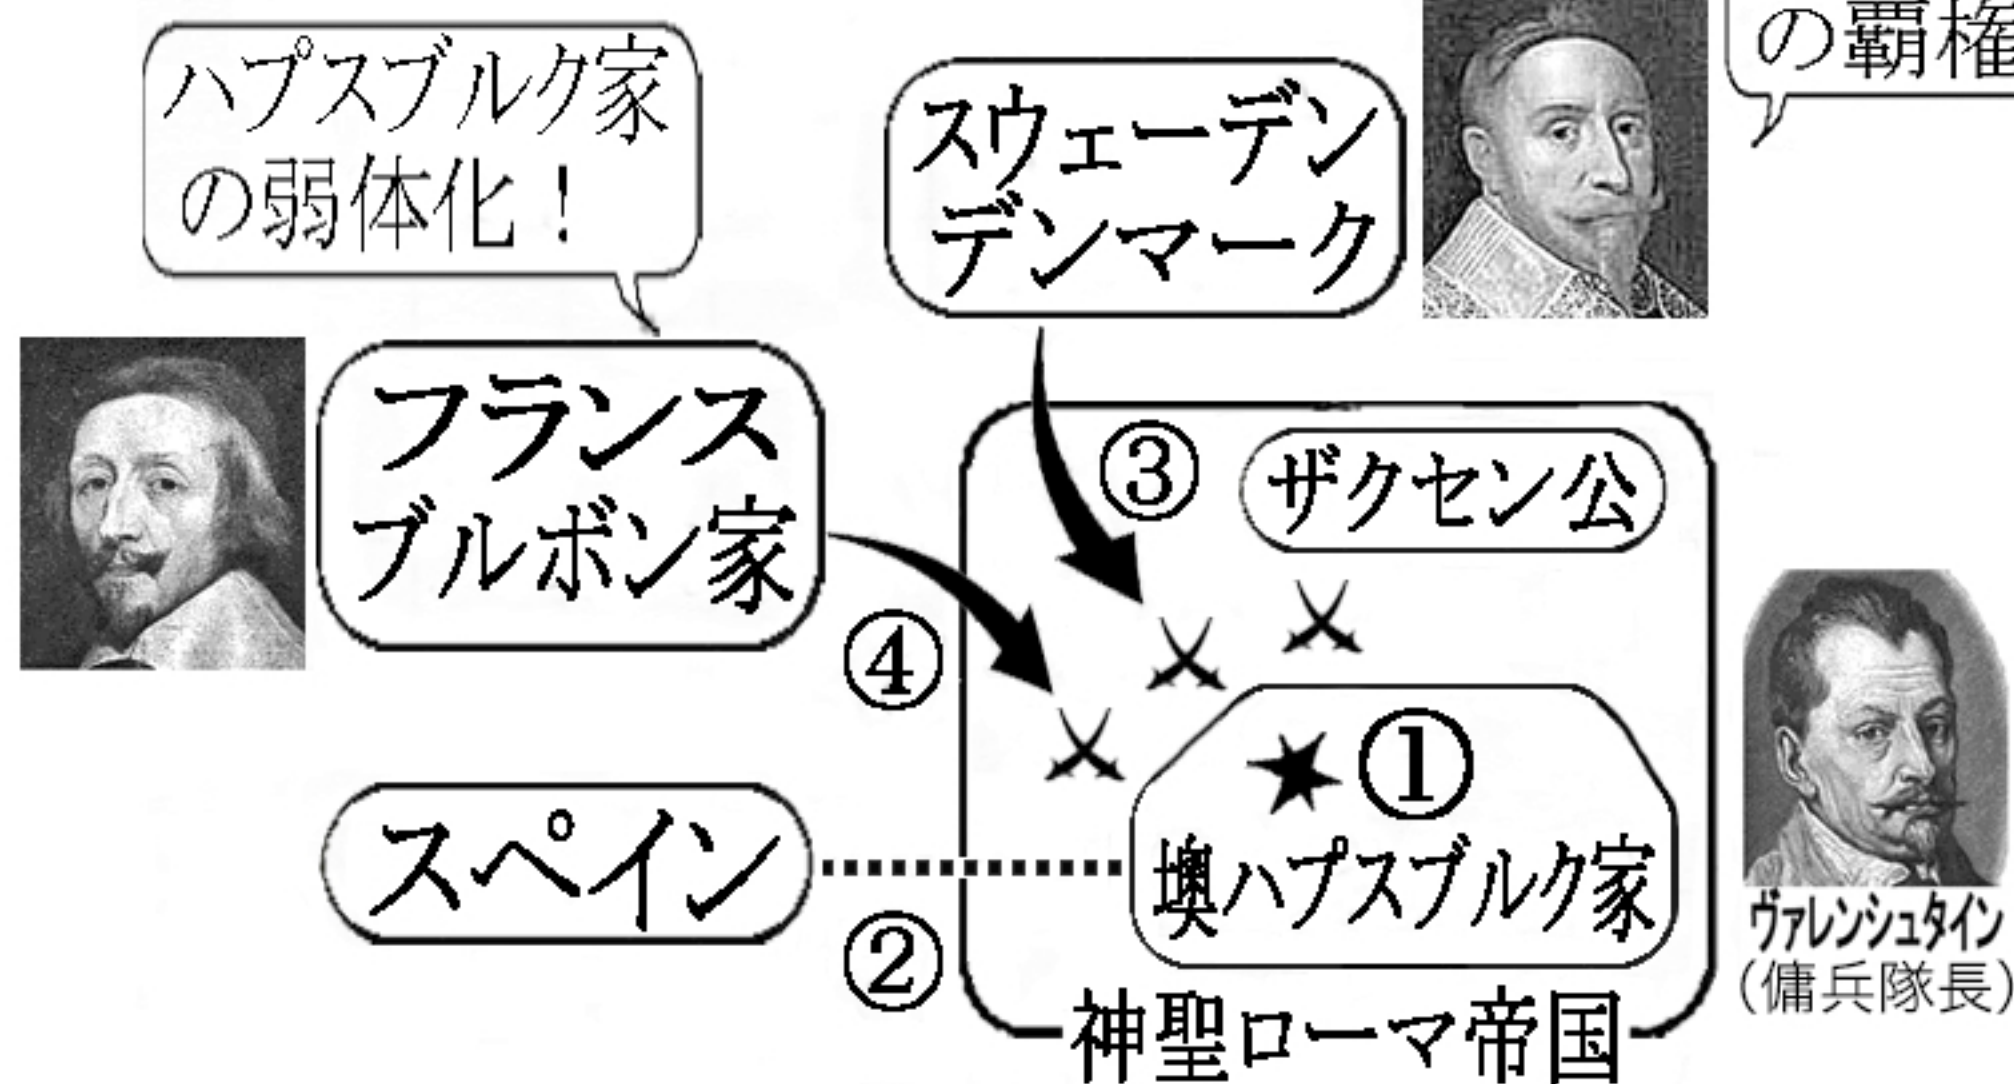 ハプスブルク家
の弱体化！
の覇権
スウェーデン
デンマーク
フランス
ブルボン家
③
ザクセン公
④
①
スペイン
墺ハプスブルク家
②
ヴァレンシュタイン
（傭兵隊長）
神聖ローマ帝国